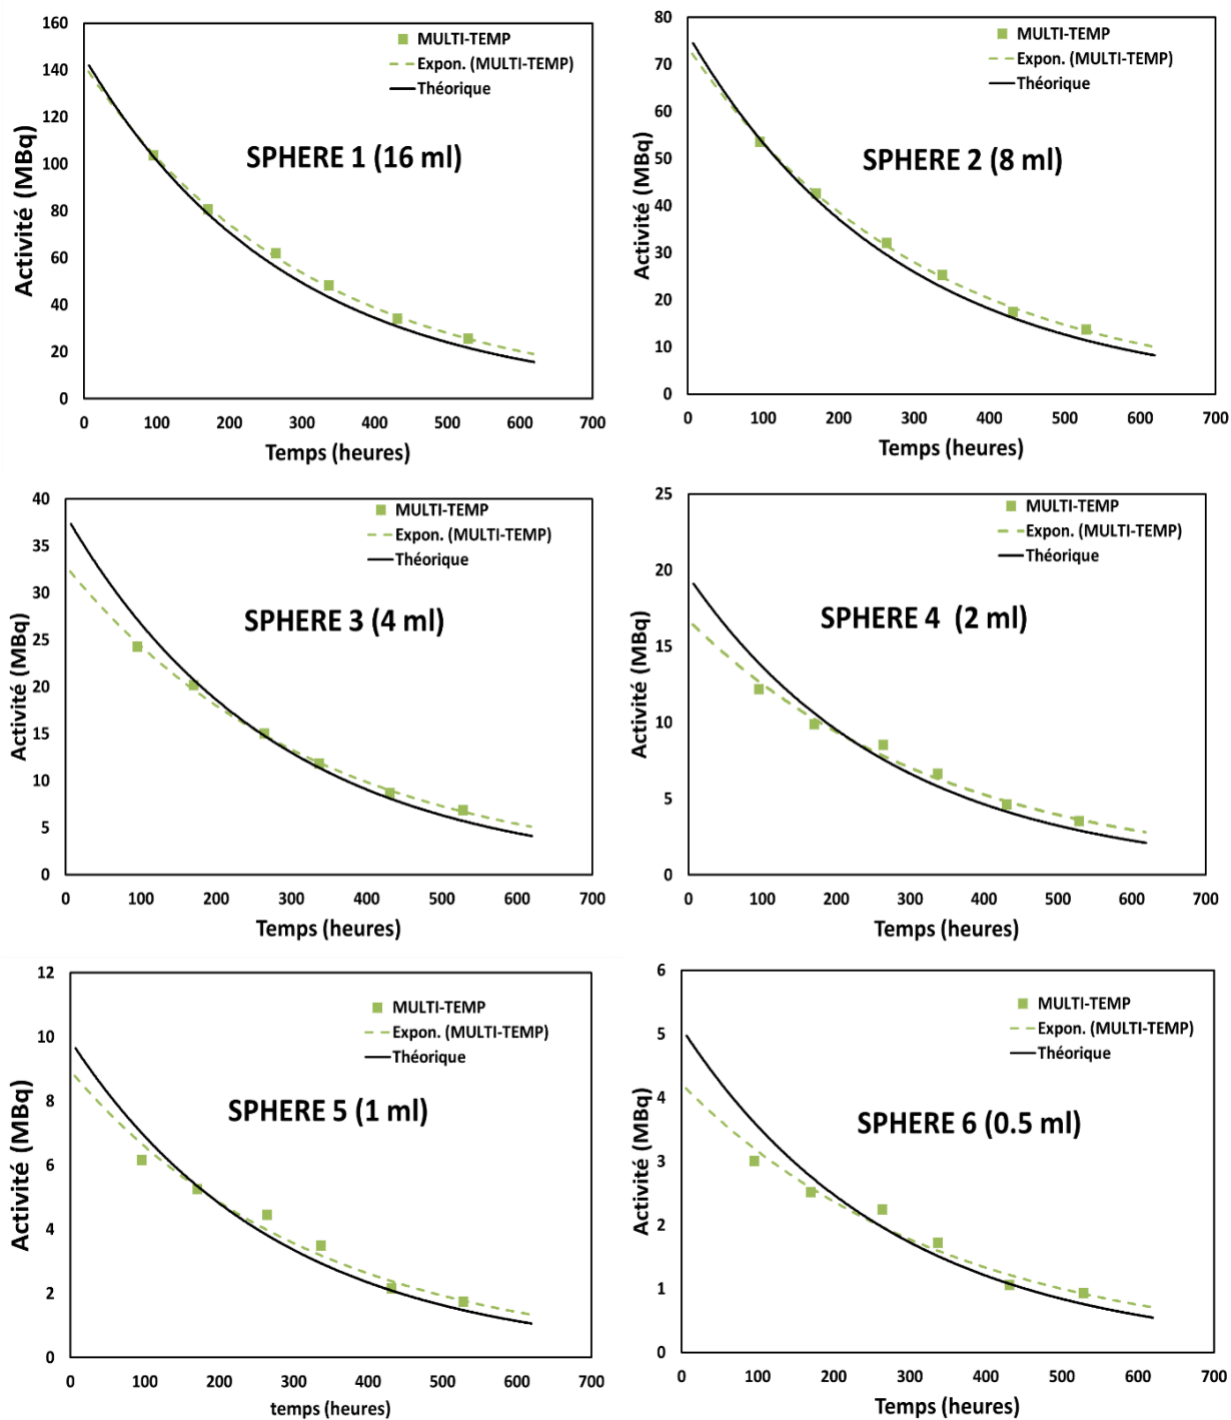 160
140
120
100
80
60
40
20
0
Activité (MBq)
MULTI-TEMP
Expon. (MULTI-TEMP)
Théorique
SPHERE 1 (16 ml)
0 100 200 300 400 500 600 700
Temps (heures)
80
70
60
50
40
30
20
10
0
Activité (MBq)
MULTI-TEMP
Expon. (MULTI-TEMP)
Théorique
SPHERE 2 (8 ml)
0 100 200 300 400 500 600 700
Temps (heures)
40
35
30
25
20
15
10
5
0
Activité (MBq)
MULTI-TEMP
Expon. (MULTI-TEMP)
Théorique
SPHERE 3 (4 ml)
0 100 200 300 400 500 600 700
Temps (heures)
25
20
15
10
5
0
Activité (MBq)
MULTI-TEMP
Expon. (MULTI-TEMP)
Théorique
SPHERE 4 (2 ml)
0 100 200 300 400 500 600 700
Temps (heures)
12
10
8
6
4
2
0
Activité (MBq)
MULTI-TEMP
Expon. (MULTI-TEMP)
Théorique
SPHERE 5 (1 ml)
0 100 200 300 400 500 600 700
temps (heures)
6
5
4
3
2
1
0
Activité (MBq)
MULTI-TEMP
Expon. (MULTI-TEMP)
Théorique
SPHERE 6 (0.5 ml)
0 100 200 300 400 500 600 700
Temps (heures)